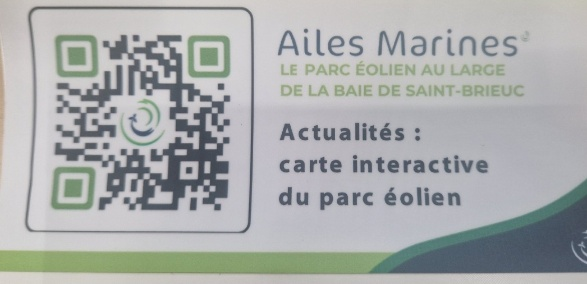 Ailes Marines
LE PARC ÉOLIEN AU LARGE
DE LA BAIE DE SAINT-BRIEUC
Actualités :
carte interactive
du parc éolien